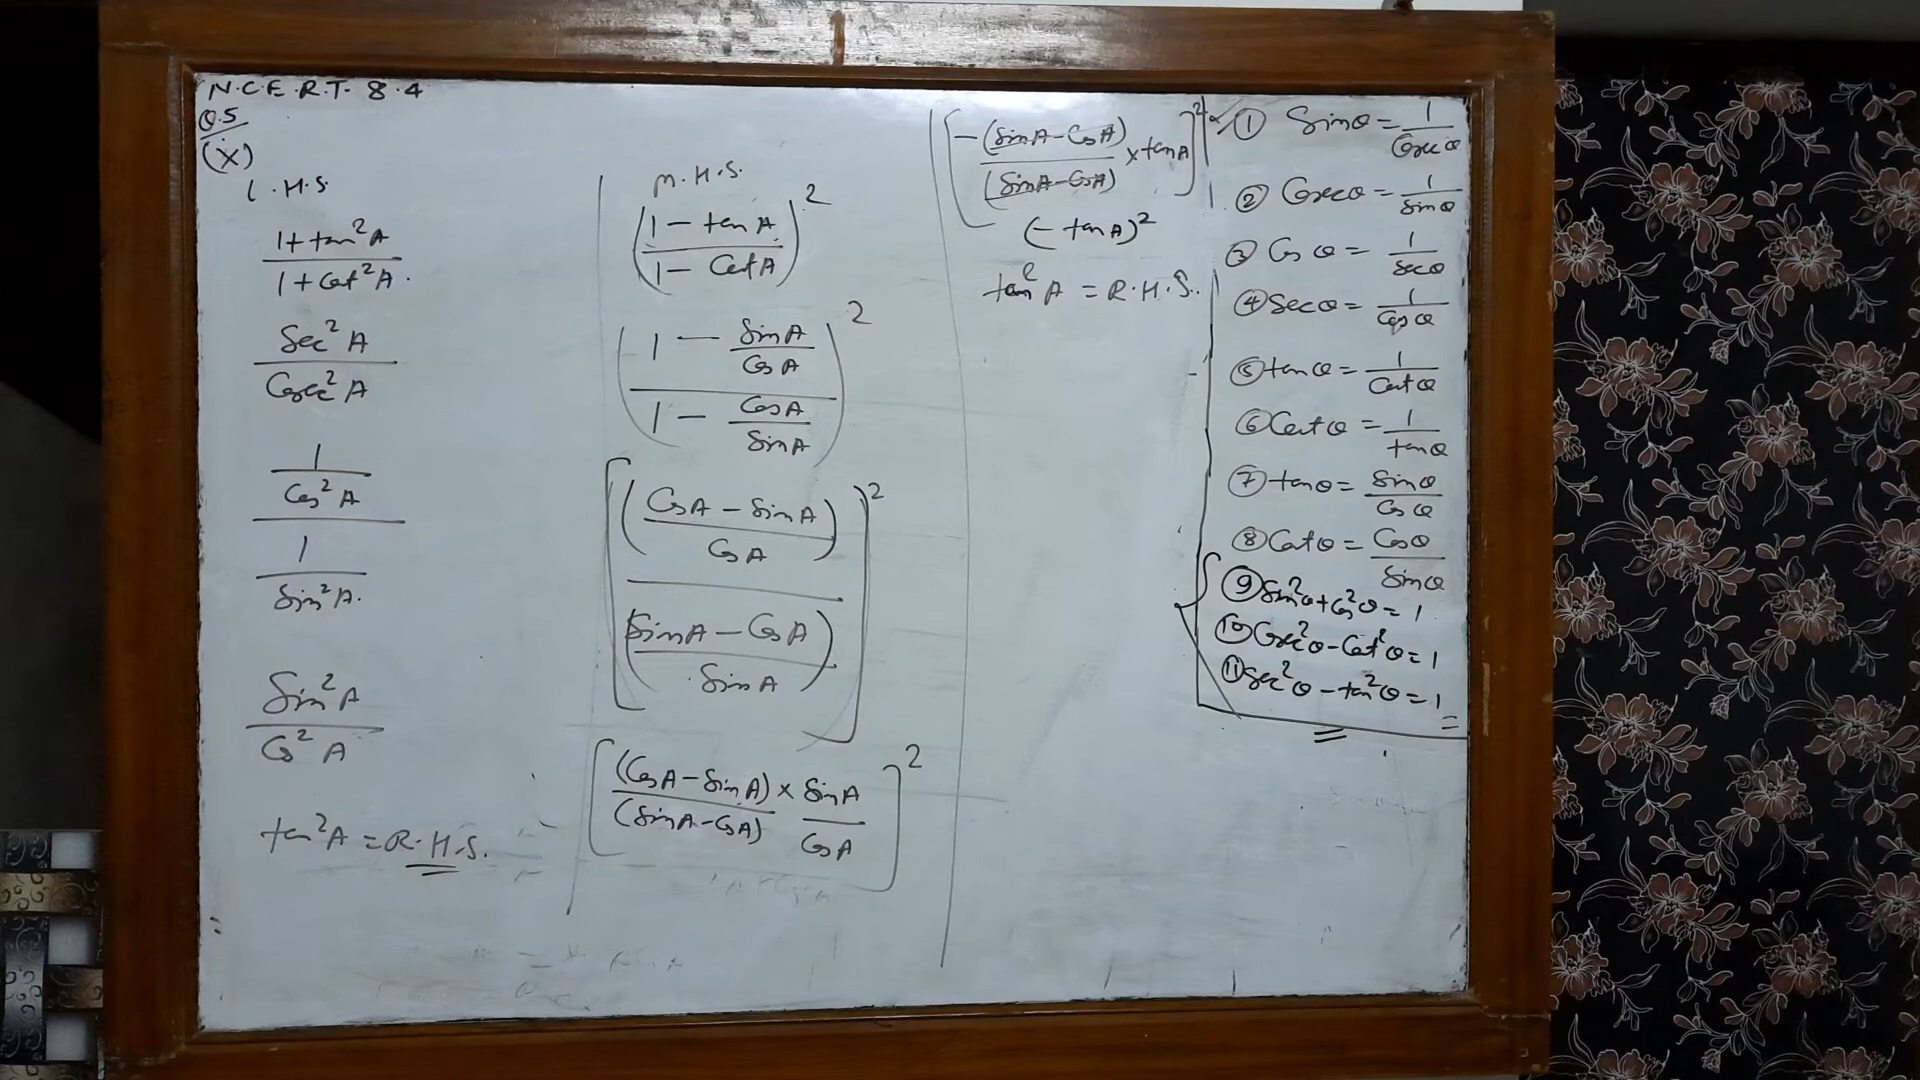 N.C.E.R.T. 8.4
Q.5
(X)
L.H.S
1+tan²A
1+Cot²A.
Sec²A
Cosec²A
1
Cos²A
1
Sin²A.
Sin²A
Cos²A
tan²A = R.H.S.
M.H.S.
(1 - tan A)²
1 - Cot A
(1 - SinA)²
CosA
1 - CosA
SinA
[(CosA - SinA)]²
CosA
(SinA - CosA)
SinA
[(CosA - SinA) × SinA]²
(SinA - CosA) CosA
[-(SinA - CosA) × tanA]²
(SinA - CosA)
(- tanA)²
tan²A = R.H.S.
① Sinθ = 1
Cosecθ
② Cosecθ = 1
Sinθ
③ Cosθ = 1
Secθ
④ Secθ = 1
Cosθ
⑤ tanθ = 1
Cotθ
⑥ Cotθ = 1
tanθ
⑦ tanθ = Sinθ
Cosθ
⑧ Cotθ = Cosθ
Sinθ
⑨ Sin²θ + Cos²θ = 1
⑩ Cosec²θ - Cot²θ = 1
⑪ Sec²θ - tan²θ = 1